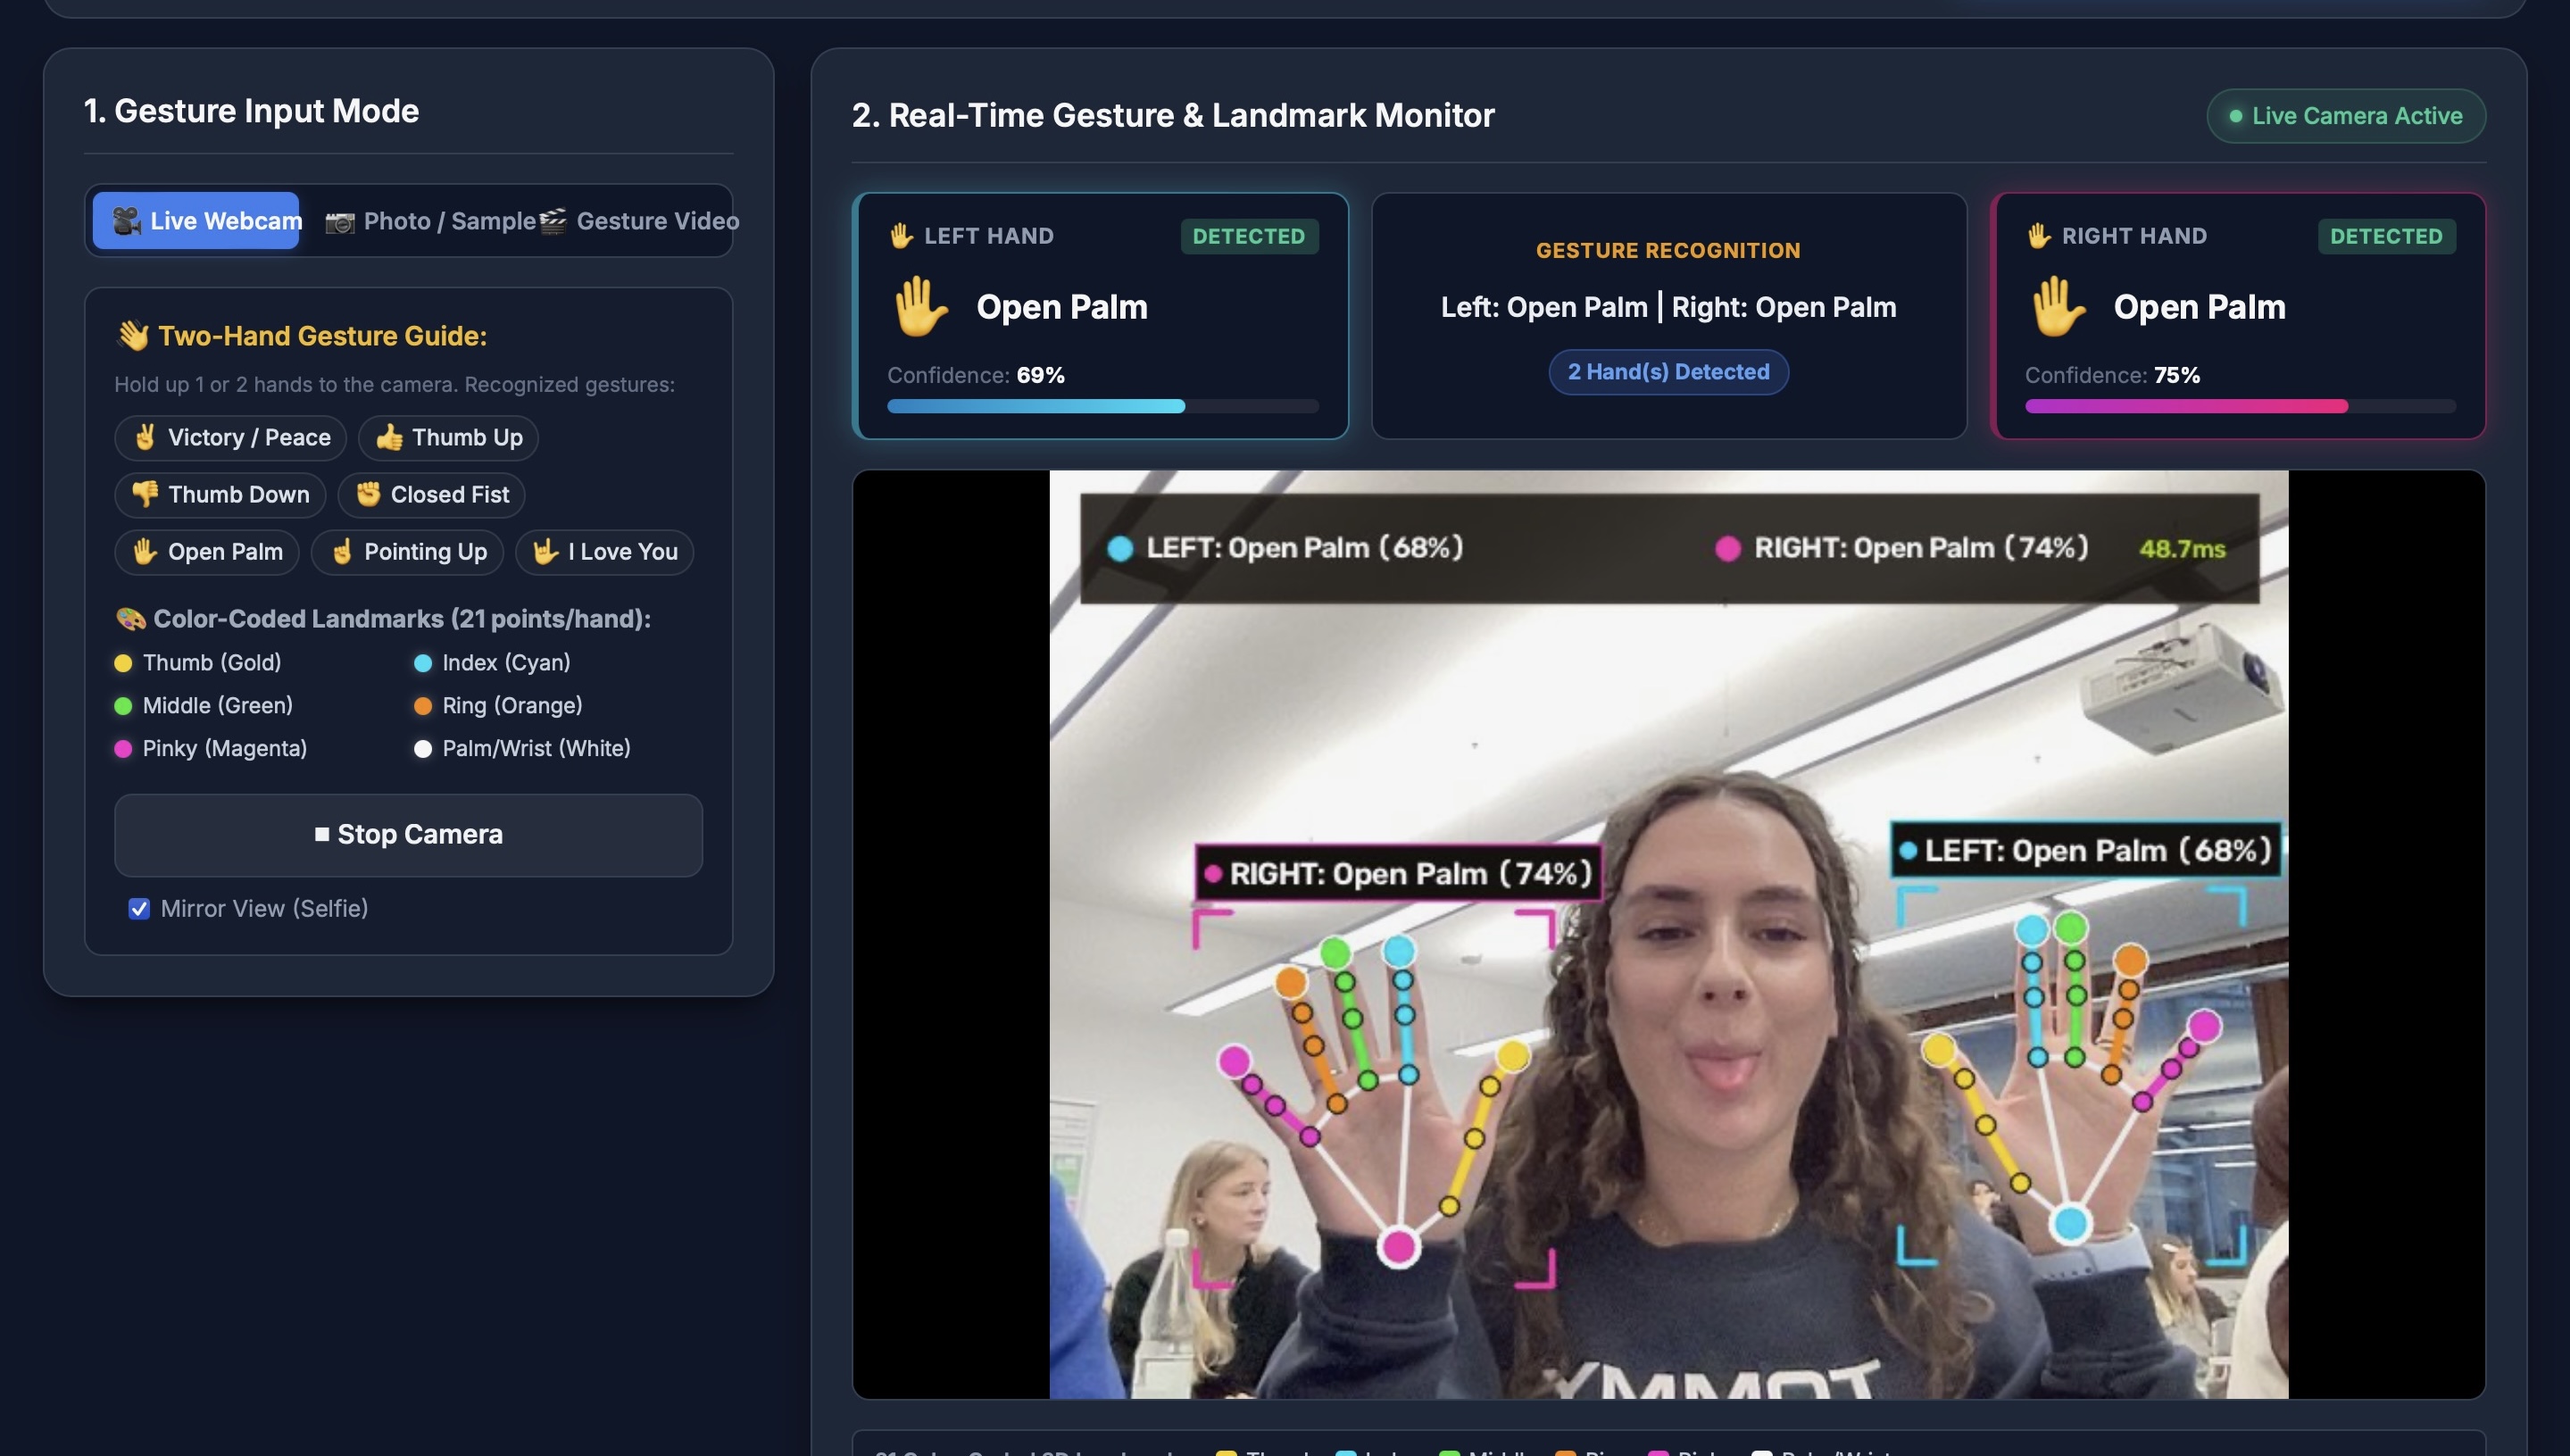 1. Gesture Input Mode
🎥 Live Webcam
📷 Photo / Sample
🎬 Gesture Video
👋 Two-Hand Gesture Guide:
Hold up 1 or 2 hands to the camera. Recognized gestures:
✌️ Victory / Peace
👍 Thumb Up
👎 Thumb Down
✊ Closed Fist
✋ Open Palm
☝️ Pointing Up
🤟 I Love You
🎨 Color-Coded Landmarks (21 points/hand):
Thumb (Gold)
Index (Cyan)
Middle (Green)
Ring (Orange)
Pinky (Magenta)
Palm/Wrist (White)
⏹ Stop Camera
Mirror View (Selfie)
2. Real-Time Gesture & Landmark Monitor
Live Camera Active
✋ LEFT HAND
DETECTED
✋ Open Palm
Confidence: 69%
GESTURE RECOGNITION
Left: Open Palm | Right: Open Palm
2 Hand(s) Detected
✋ RIGHT HAND
DETECTED
✋ Open Palm
Confidence: 75%
LEFT: Open Palm (68%)
RIGHT: Open Palm (74%)
48.7ms
RIGHT: Open Palm (74%)
LEFT: Open Palm (68%)